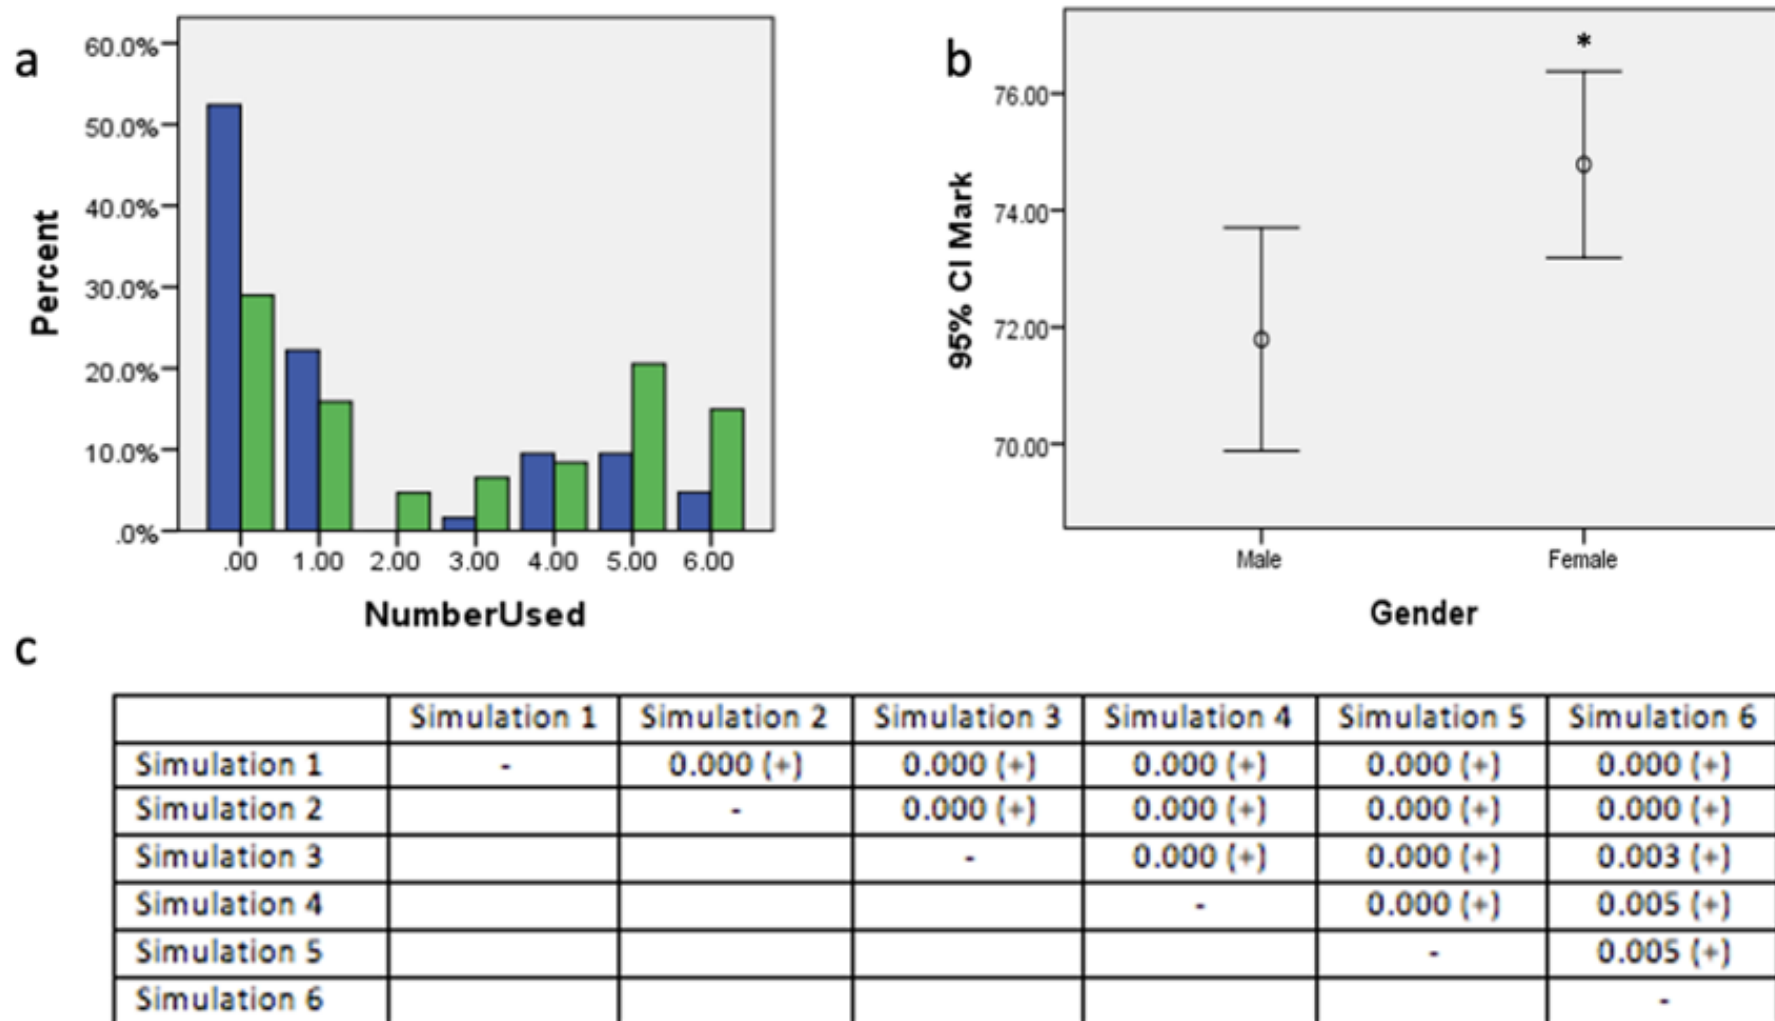 a
60.0%
50.0%
40.0%
30.0%
20.0%
10.0%
.0%
Percent
.00 1.00 2.00 3.00 4.00 5.00 6.00
NumberUsed
b
*
76.00
74.00
72.00
70.00
95% CI Mark
Male Female
Gender
c
Simulation 1 Simulation 2 Simulation 3 Simulation 4 Simulation 5 Simulation 6
Simulation 1 - 0.000 (+) 0.000 (+) 0.000 (+) 0.000 (+) 0.000 (+)
Simulation 2 - 0.000 (+) 0.000 (+) 0.000 (+) 0.000 (+)
Simulation 3 - 0.000 (+) 0.000 (+) 0.003 (+)
Simulation 4 - 0.000 (+) 0.005 (+)
Simulation 5 - 0.005 (+)
Simulation 6 -